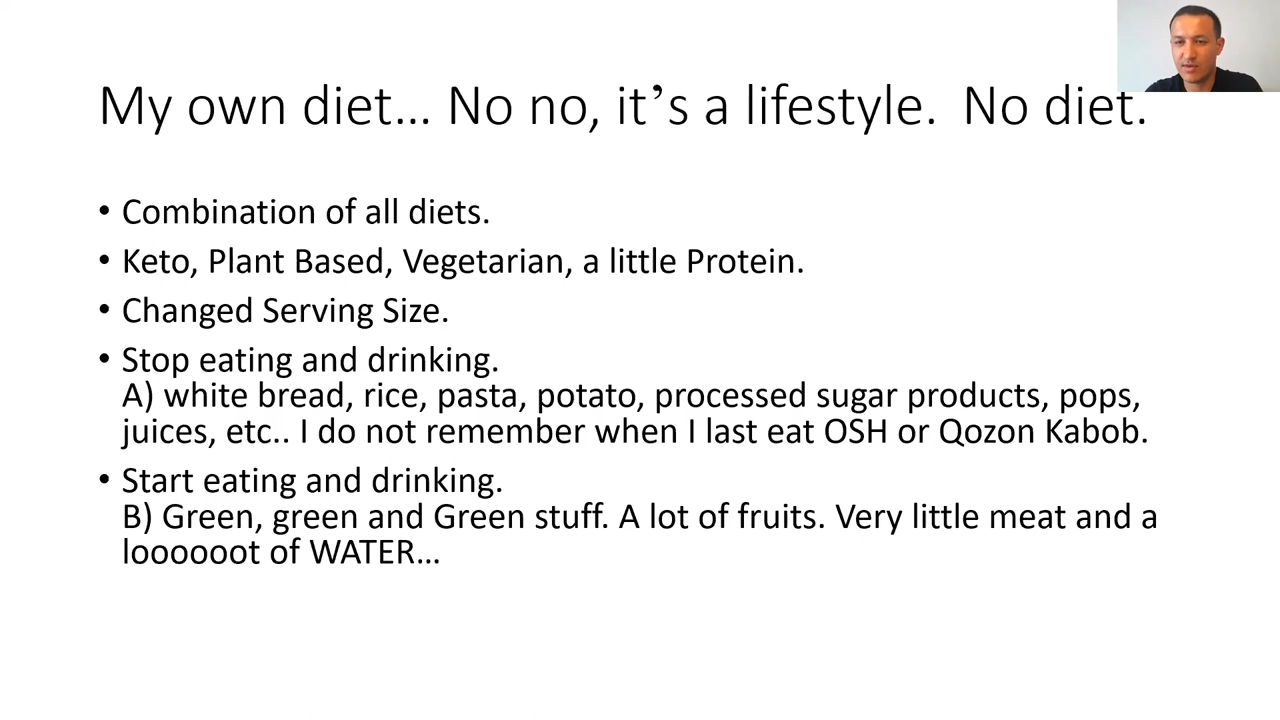 My own diet… No no, it’s a lifestyle. No diet.
• Combination of all diets.
• Keto, Plant Based, Vegetarian, a little Protein.
• Changed Serving Size.
• Stop eating and drinking.
A) white bread, rice, pasta, potato, processed sugar products, pops,
juices, etc.. I do not remember when I last eat OSH or Qozon Kabob.
• Start eating and drinking.
B) Green, green and Green stuff. A lot of fruits. Very little meat and a
loooooot of WATER…